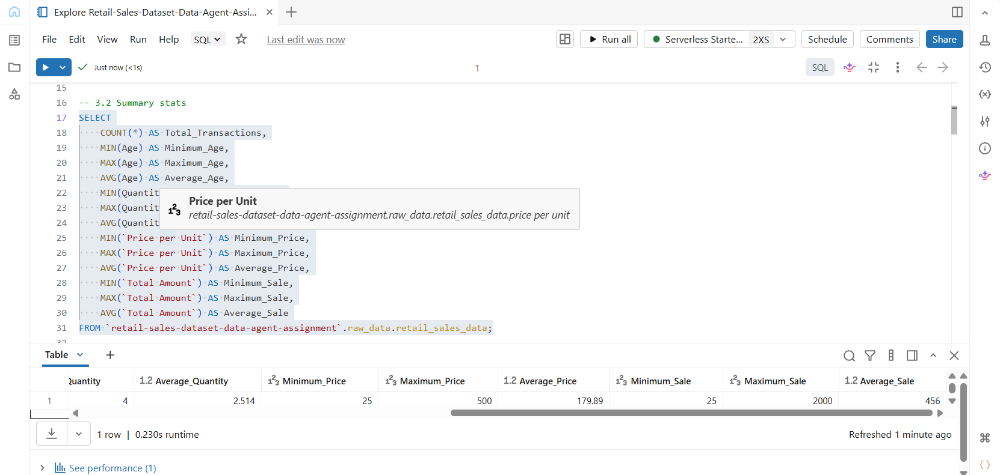 Explore Retail-Sales-Dataset-Data-Agent-Assi...
File Edit View Run Help SQL Last edit was now Run all Serverless Starte... 2XS Schedule Comments Share
Just now (<1s) 1 SQL
15
16 -- 3.2 Summary stats
17 SELECT
18 COUNT(*) AS Total_Transactions,
19 MIN(Age) AS Minimum_Age,
20 MAX(Age) AS Maximum_Age,
21 AVG(Age) AS Average_Age,
22 MIN(Quantit
Price per Unit
23 MAX(Quantit
retail-sales-dataset-data-agent-assignment.raw_data.retail_sales_data.price per unit
24 AVG(Quantit
25 MIN(`Price per Unit`) AS Minimum_Price,
26 MAX(`Price per Unit`) AS Maximum_Price,
27 AVG(`Price per Unit`) AS Average_Price,
28 MIN(`Total Amount`) AS Minimum_Sale,
29 MAX(`Total Amount`) AS Maximum_Sale,
30 AVG(`Total Amount`) AS Average_Sale
31 FROM `retail-sales-dataset-data-agent-assignment`.raw_data.retail_sales_data;
32
Table
Quantity 1.2 Average_Quantity 123 Minimum_Price 123 Maximum_Price 1.2 Average_Price 123 Minimum_Sale 123 Maximum_Sale 1.2 Average_Sale
1 4 2.514 25 500 179.89 25 2000 456
1 row | 0.230s runtime Refreshed 1 minute ago
See performance (1)